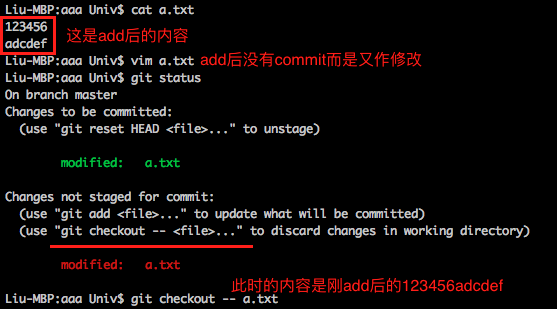 Liu-MBP:aaa Univ$ cat a.txt
123456
adcdef
这是add后的内容
Liu-MBP:aaa Univ$ vim a.txt add后没有commit而是又作修改
Liu-MBP:aaa Univ$ git status
On branch master
Changes to be committed:
(use "git reset HEAD <file>..." to unstage)
modified: a.txt
Changes not staged for commit:
(use "git add <file>..." to update what will be committed)
(use "git checkout -- <file>..." to discard changes in working directory)
modified: a.txt
此时的内容是刚add后的123456adcdef
Liu-MBP:aaa Univ$ git checkout -- a.txt